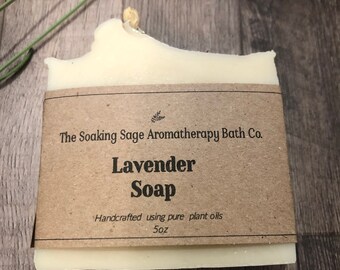 The Soaking Sage Aromatherapy Bath Co.
Lavender
Soap
Handcrafted using pure plant oils
5oz